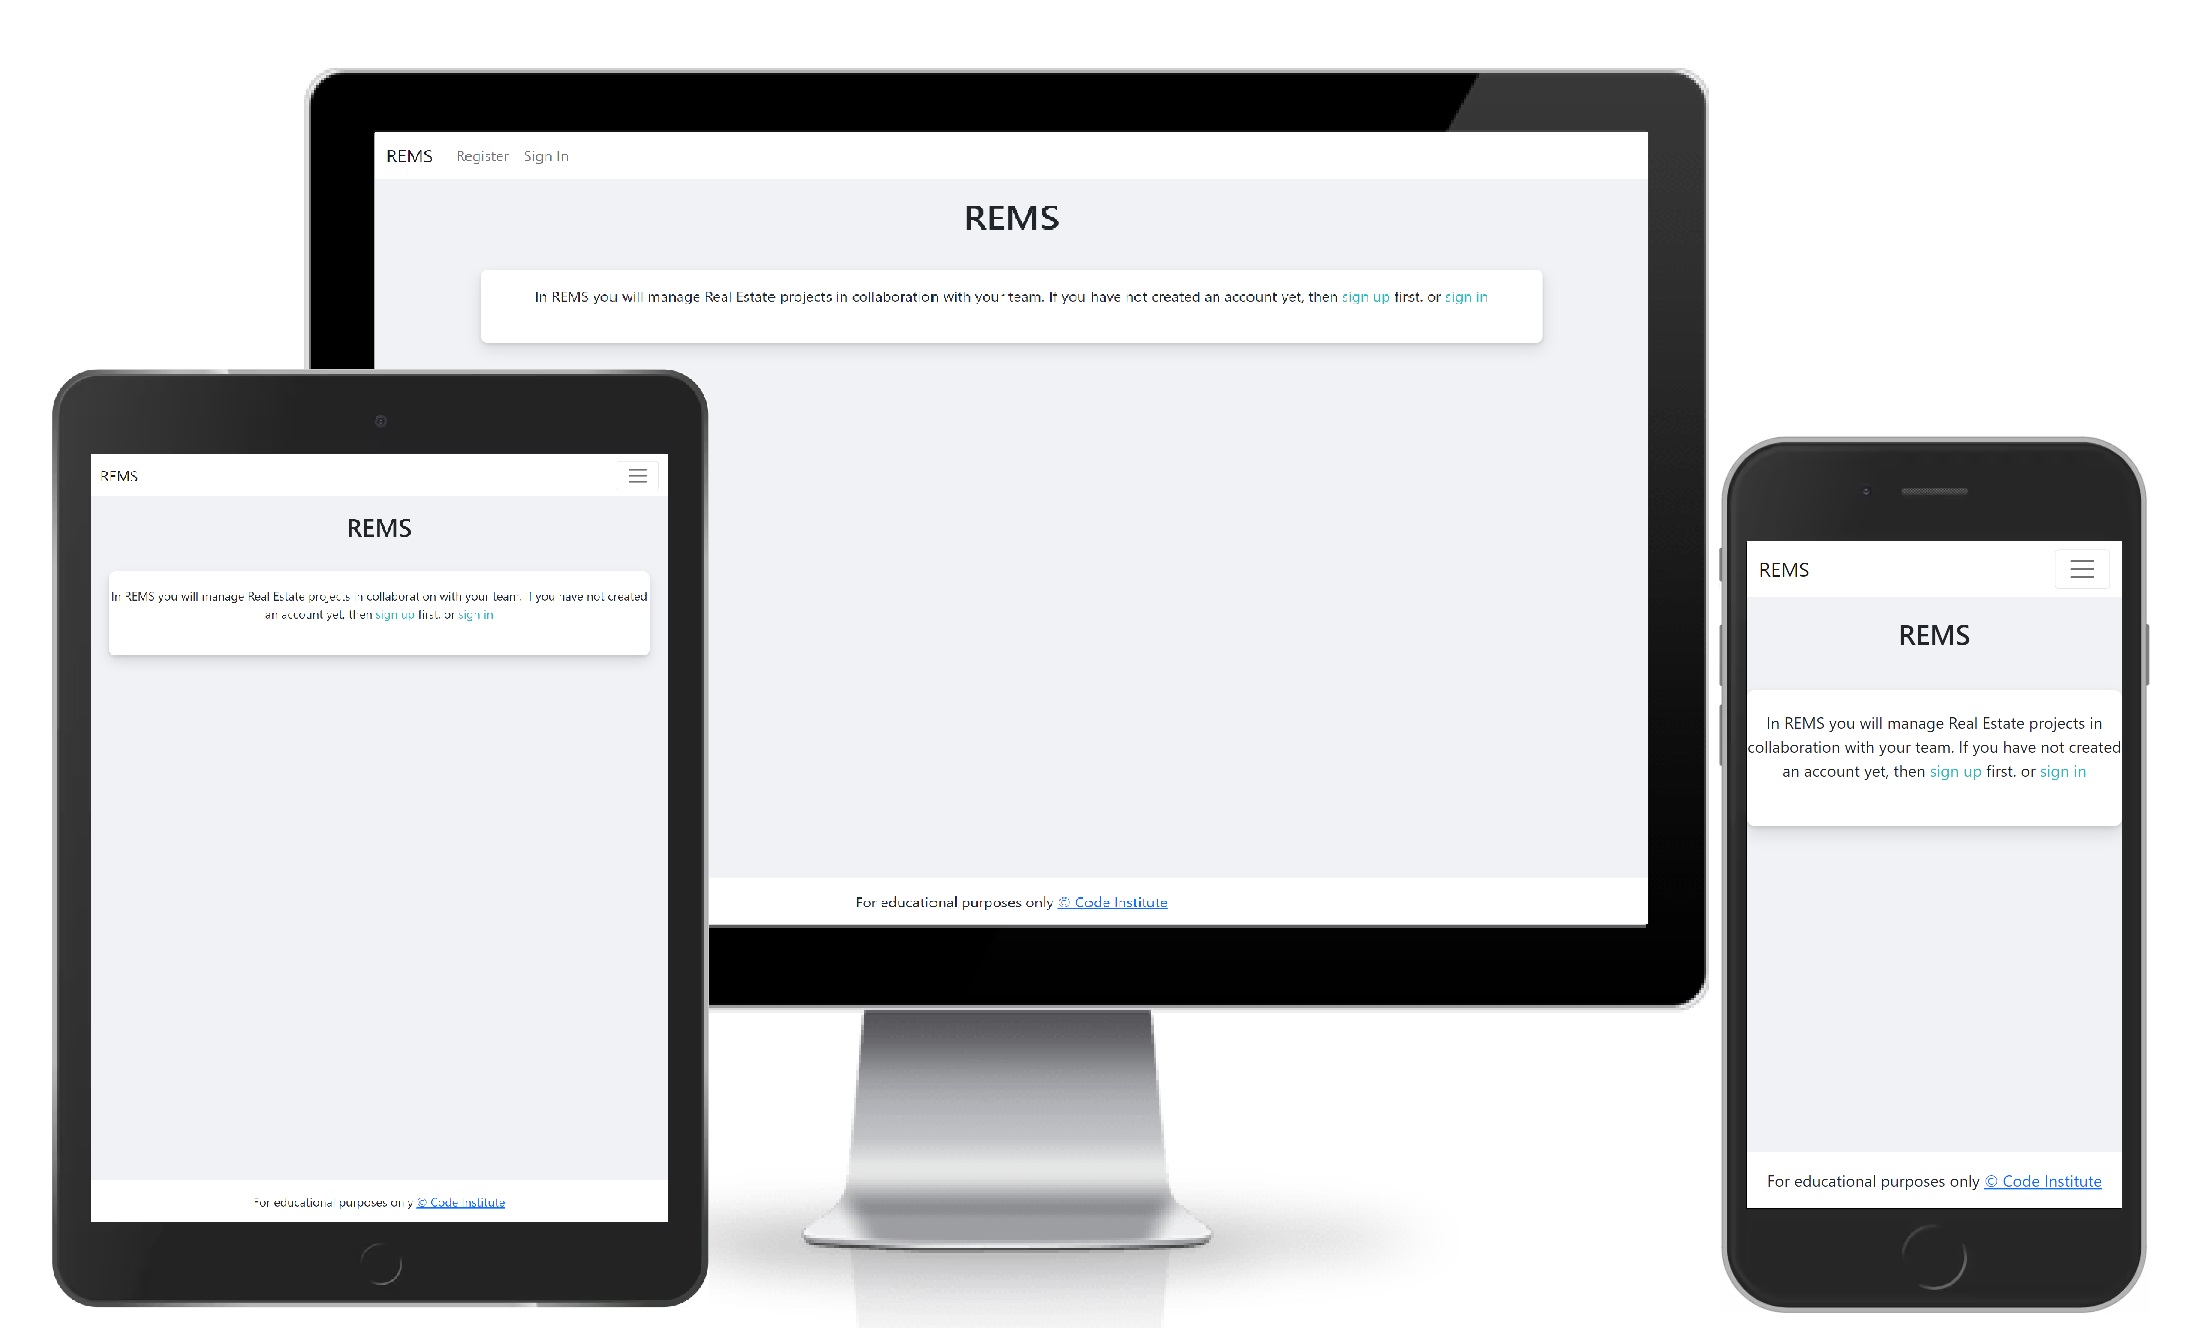 REMS Register Sign In
REMS
In REMS you will manage Real Estate projects in collaboration with your team. If you have not created an account yet, then sign up first. or sign in
For educational purposes only © Code Institute
REMS
REMS
In REMS you will manage Real Estate projects in collaboration with your team. If you have not created
an account yet, then sign up first. or sign in
For educational purposes only © Code Institute
REMS
REMS
In REMS you will manage Real Estate projects in
collaboration with your team. If you have not created
an account yet, then sign up first. or sign in
For educational purposes only © Code Institute